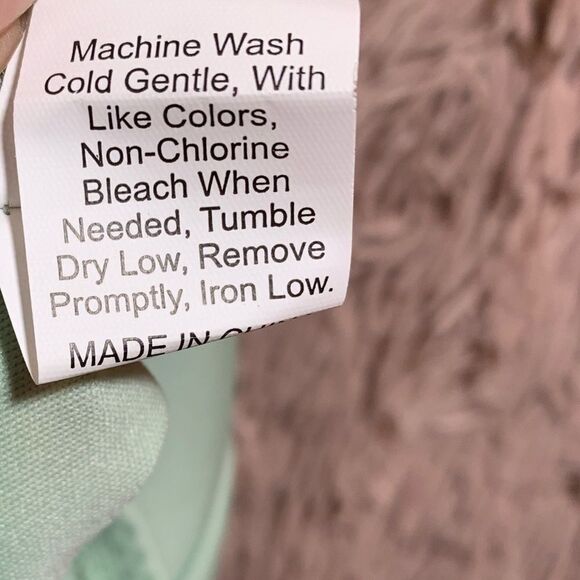 Machine Wash
Cold Gentle, With
Like Colors,
Non-Chlorine
Bleach When
Needed, Tumble
Dry Low, Remove
Promptly, Iron Low.
MADE IN